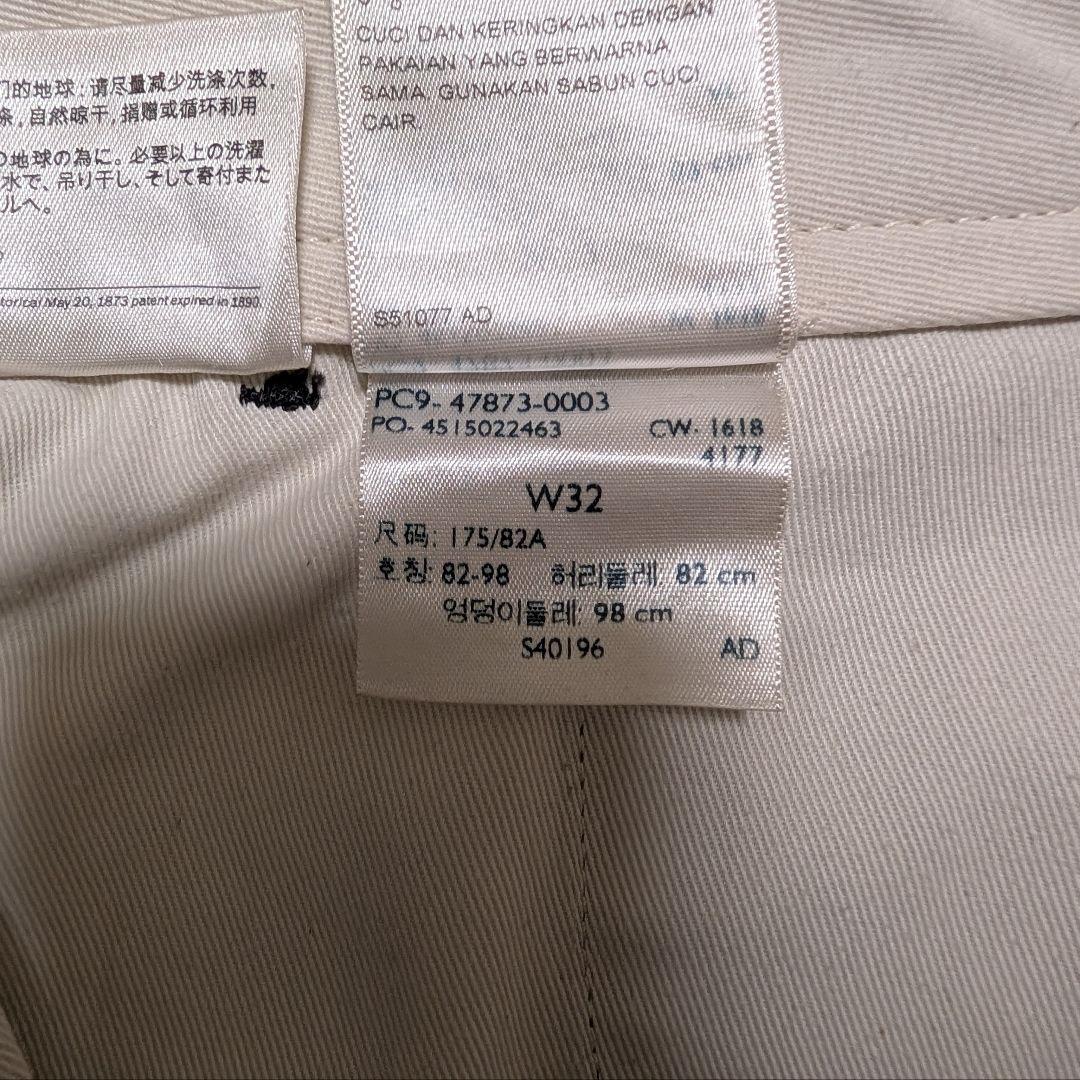 们的地球. 请尽量减少洗涤次数,
条, 自然晾干, 捐赠或循环利用
の地球の為に。必要以上の洗濯
水で、吊り干し、そして寄付また
ルへ。
torical May 20, 1873 patent expired in 1890
CUCI DAN KERINGKAN DENGAN
PAKAIAN YANG BERWARNA
SAMA. GUNAKAN SABUN CUCI
CAIR.
S51077 AD
PC9- 47873-0003
PO- 4515022463 CW- 1618
4177
W32
尺码: 175/82A
호칭: 82-98 허리둘레: 82 cm
엉덩이둘레: 98 cm
S40196 AD